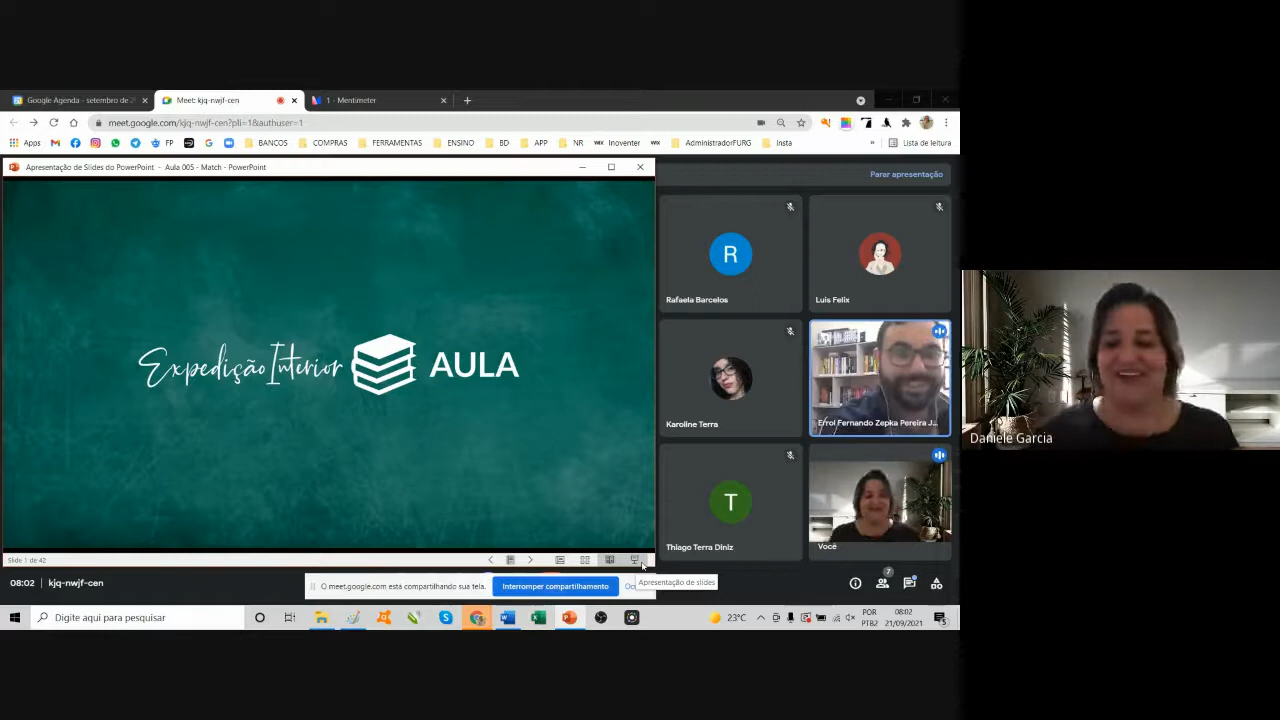 Google Agenda - setembro de 2
Meet: kjq-nwjf-cen
1 - Mentimeter
meet.google.com/kjq-nwjf-cen?pli=1&authuser=1
Apps
FP
BANCOS
COMPRAS
FERRAMENTAS
ENSINO
BD
APP
NR
WiX Inoventer
WiX AdministradorFURG
Insta
»
Lista de leitura
Apresentação de Slides do PowerPoint - Aula 005 - Match - PowerPoint
Parar apresentação
Expedição Interior AULA
R
Rafaela Barcelos
Luis Felix
Karoline Terra
Errol Fernando Zepka Pereira J...
T
Thiago Terra Diniz
Você
Daniele Garcia
Slide 1 de 42
08:02 | kjq-nwjf-cen
O meet.google.com está compartilhando sua tela.
Interromper compartilhamento
Oc
Apresentação de slides
7
Digite aqui para pesquisar
23°C
POR
PTB2
08:02
21/09/2021
5